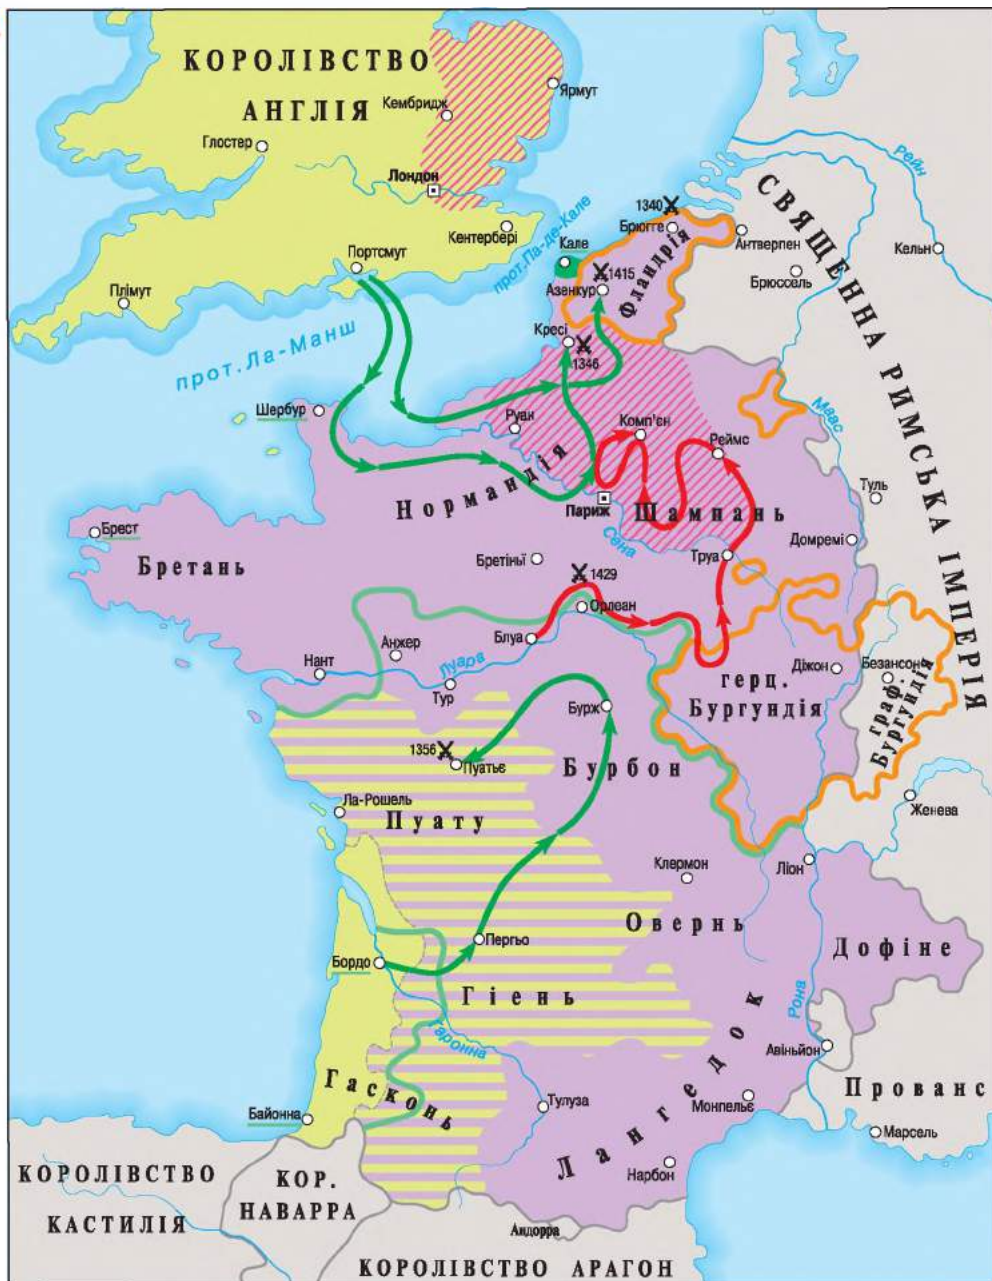 КОРОЛІВСТВО
АНГЛІЯ
Ярмут
Кембридж
Глостер
Лондон
Кентербері
Портсмут
Плімут
прот. Ла-Манш
прот. Па-де-Кале
Рейн
СВЯЩЕННА РИМСЬКА ІМПЕРІЯ
1340
Брюгге
Антверпен
Кельн
Кале
Фландрія
1415
Брюссель
Азенкур
Кресі
1346
Маас
Шербур
Руан
Комп'єн
Реймс
Нормандія
Париж
Шампань
Туль
Брест
Сена
Домремі
Бретань
Бретіньї
Труа
1429
Орлеан
Блуа
Анжер
Нант
Луара
Тур
Діжон
Безансон
герц.
Бургундія
граф.
Бургундія
Бурж
1356
Пуатьє
Бурбон
Ла-Рошель
Пуату
Женева
Клермон
Ліон
Овернь
Дофіне
Пергьо
Бордо
Гіень
Рона
Гаронна
Авіньйон
Гасконь
Прованс
Байонна
Тулуза
Монпельє
Лангедок
Марсель
Нарбон
КОРОЛІВСТВО
КАСТИЛІЯ
КОР.
НАВАРРА
Андорра
КОРОЛІВСТВО АРАГОН